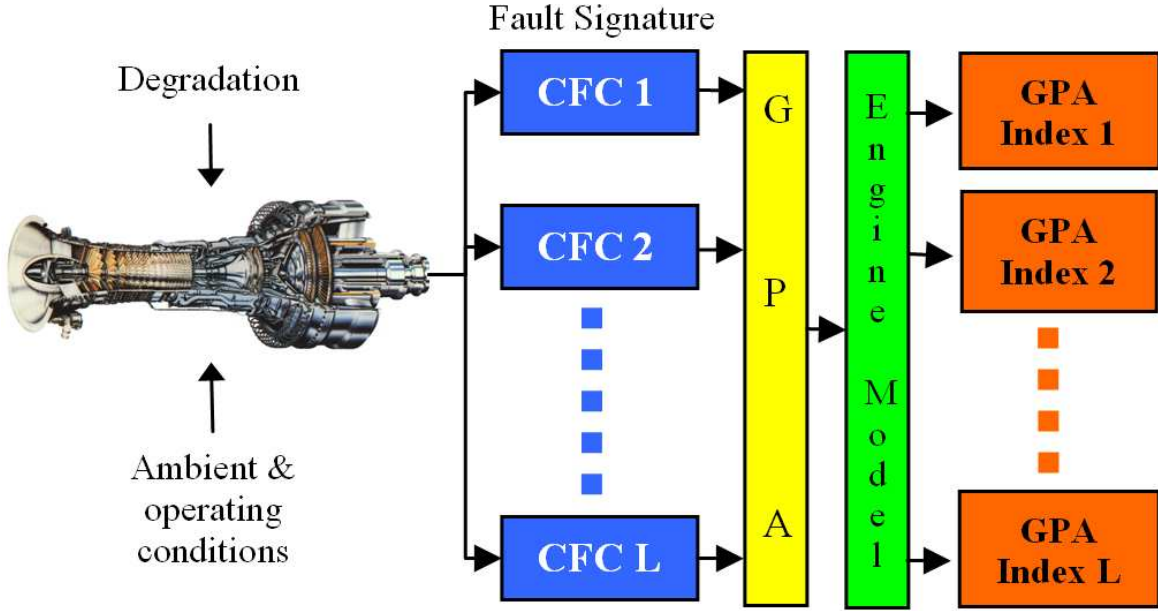 Fault Signature
Degradation
Ambient &
operating
conditions
CFC 1
CFC 2
CFC L
G
P
A
E
n
g
i
n
e
M
o
d
e
l
GPA
Index 1
GPA
Index 2
GPA
Index L